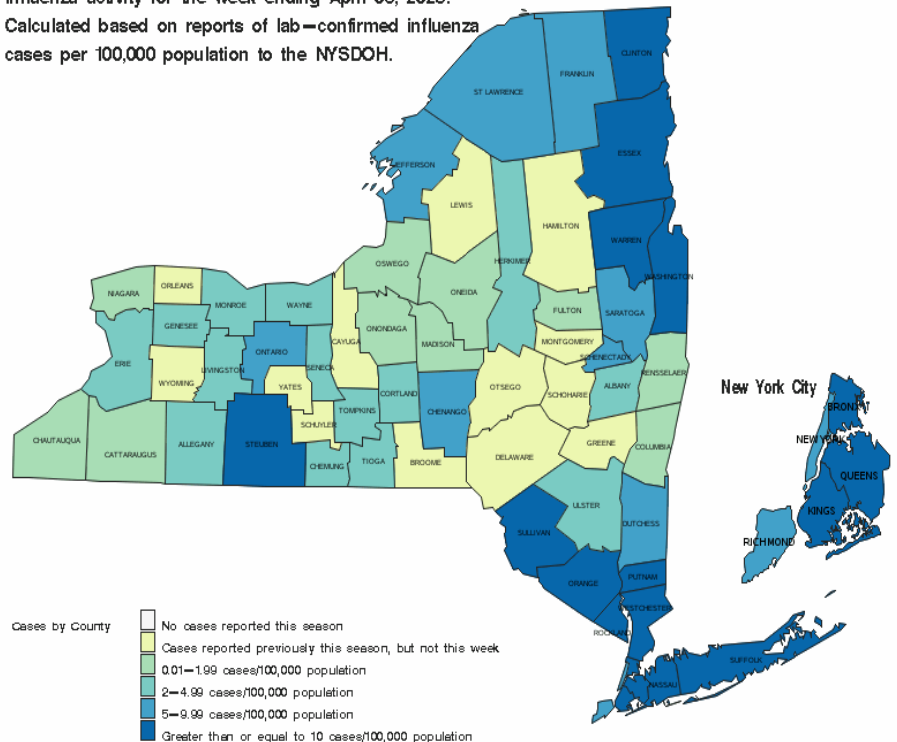 Calculated based on reports of lab-confirmed influenza
cases per 100,000 population to the NYSDOH.
CLINTON
FRANKLIN
ST LAWRENCE
ESSEX
JEFFERSON
LEWIS
HAMILTON
WARREN
HERKIMER
OSWEGO
WASHINGTON
ORLEANS
NIAGARA
ONEIDA
MONROE
WAYNE
FULTON
SARATOGA
GENESEE
ONONDAGA
CAYUGA
MADISON
MONTGOMERY
ONTARIO
SCHENECTADY
ERIE
LIVINGSTON
SENECA
RENSSELAER
WYOMING
YATES
OTSEGO
ALBANY
CORTLAND
SCHOHARIE
New York City
TOMPKINS
CHENANGO
BRONX
SCHUYLER
CHAUTAUQUA
CATTARAUGUS
ALLEGANY
STEUBEN
GREENE
COLUMBIA
NEW YORK
DELAWARE
TIOGA
BROOME
CHEMUNG
QUEENS
ULSTER
KINGS
DUTCHESS
SULLIVAN
RICHMOND
PUTNAM
ORANGE
WESTCHESTER
ROCKLAND
SUFFOLK
NASSAU
Cases by County
No cases reported this season
Cases reported previously this season, but not this week
0.01-1.99 cases/100,000 population
2-4.99 cases/100,000 population
5-9.99 cases/100,000 population
Greater than or equal to 10 cases/100,000 population